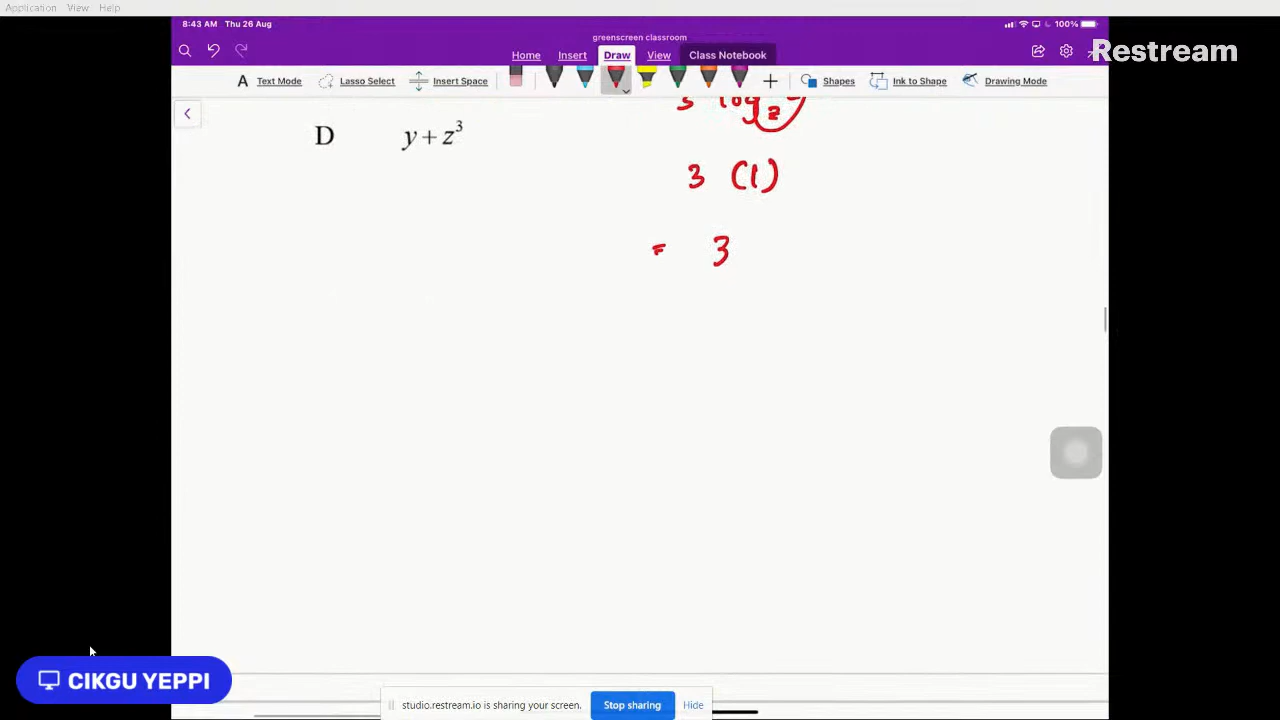 Application View Help
8:43 AM Thu 26 Aug
100%
greenscreen classroom
Home Insert Draw View Class Notebook
Restream
A Text Mode Lasso Select Insert Space Shapes Ink to Shape Drawing Mode
3 log z
D y + z³
3 (1)
= 3
CIKGU YEPPI
studio.restream.io is sharing your screen. Stop sharing Hide